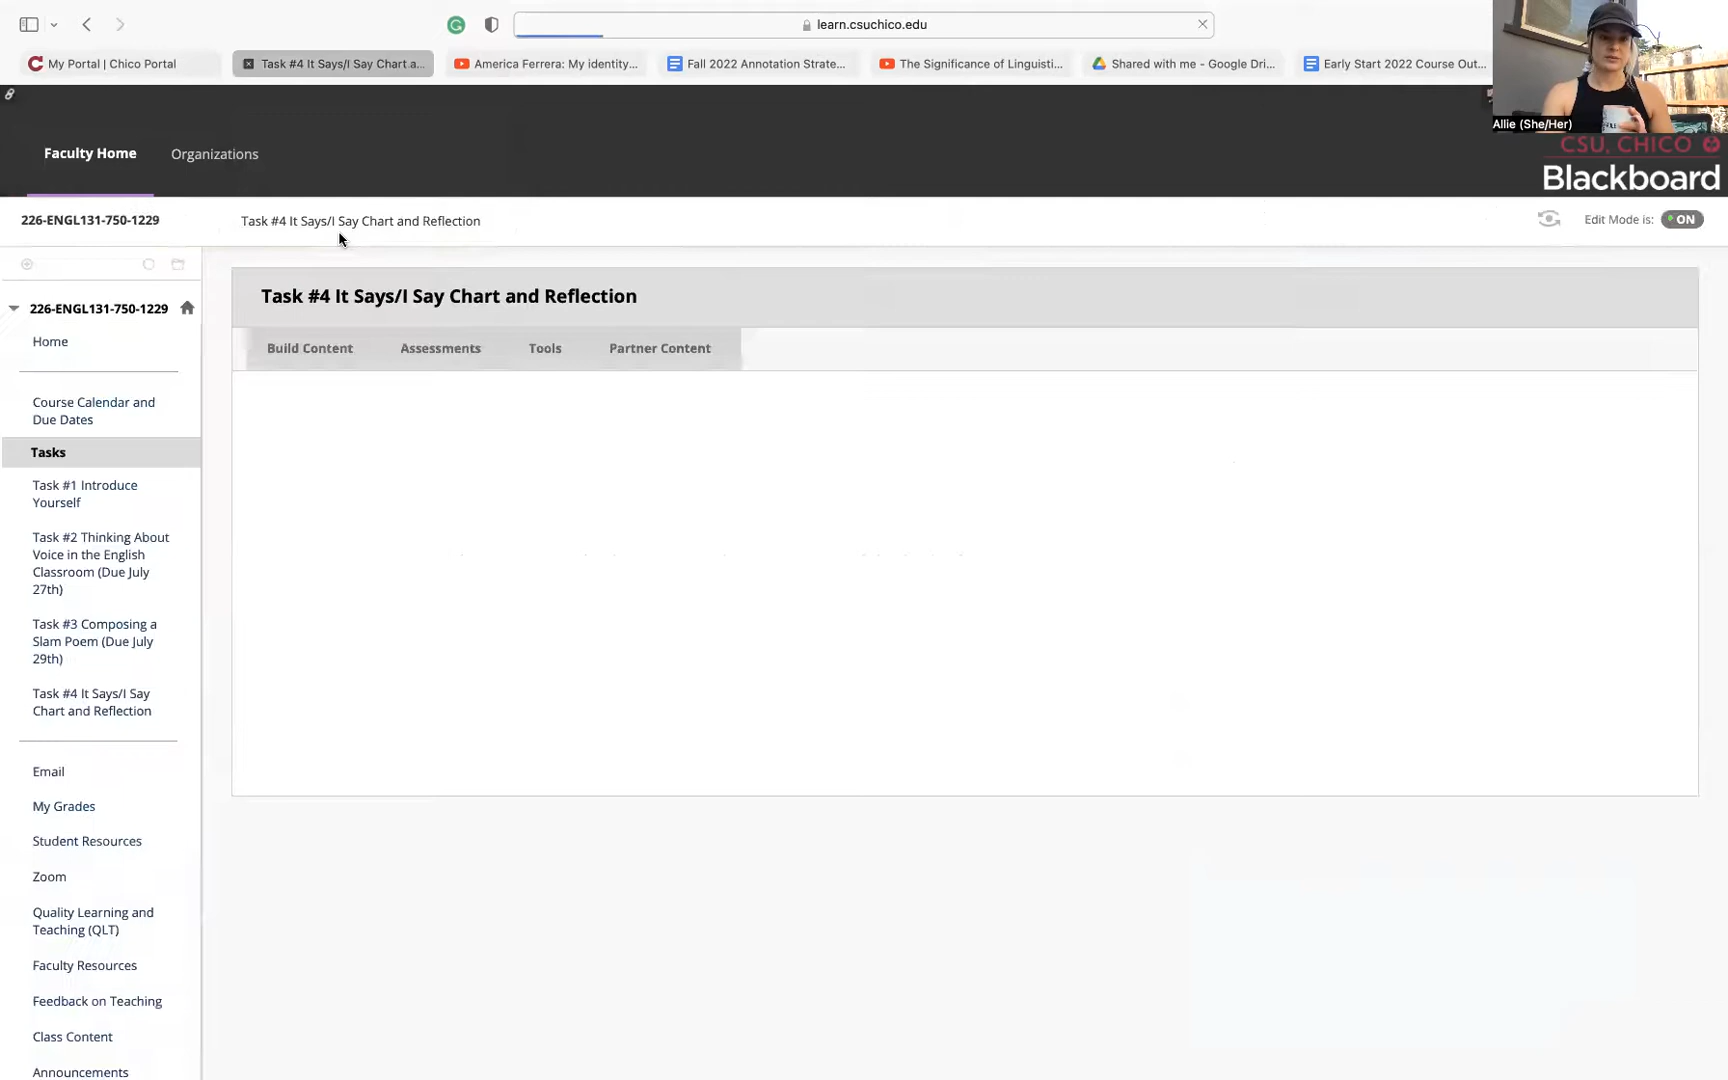 learn.csuchico.edu
My Portal | Chico Portal
Task #4 It Says/I Say Chart a...
America Ferrera: My identity...
Fall 2022 Annotation Strate...
The Significance of Linguisti...
Shared with me - Google Dri...
Early Start 2022 Course Out...
Allie (She/Her)
Faculty Home
Organizations
CSU, CHICO
Blackboard
226-ENGL131-750-1229
Task #4 It Says/I Say Chart and Reflection
Edit Mode is:
ON
226-ENGL131-750-1229
Home
Course Calendar and
Due Dates
Tasks
Task #1 Introduce
Yourself
Task #2 Thinking About
Voice in the English
Classroom (Due July
27th)
Task #3 Composing a
Slam Poem (Due July
29th)
Task #4 It Says/I Say
Chart and Reflection
Email
My Grades
Student Resources
Zoom
Quality Learning and
Teaching (QLT)
Faculty Resources
Feedback on Teaching
Class Content
Announcements
Task #4 It Says/I Say Chart and Reflection
Build Content
Assessments
Tools
Partner Content